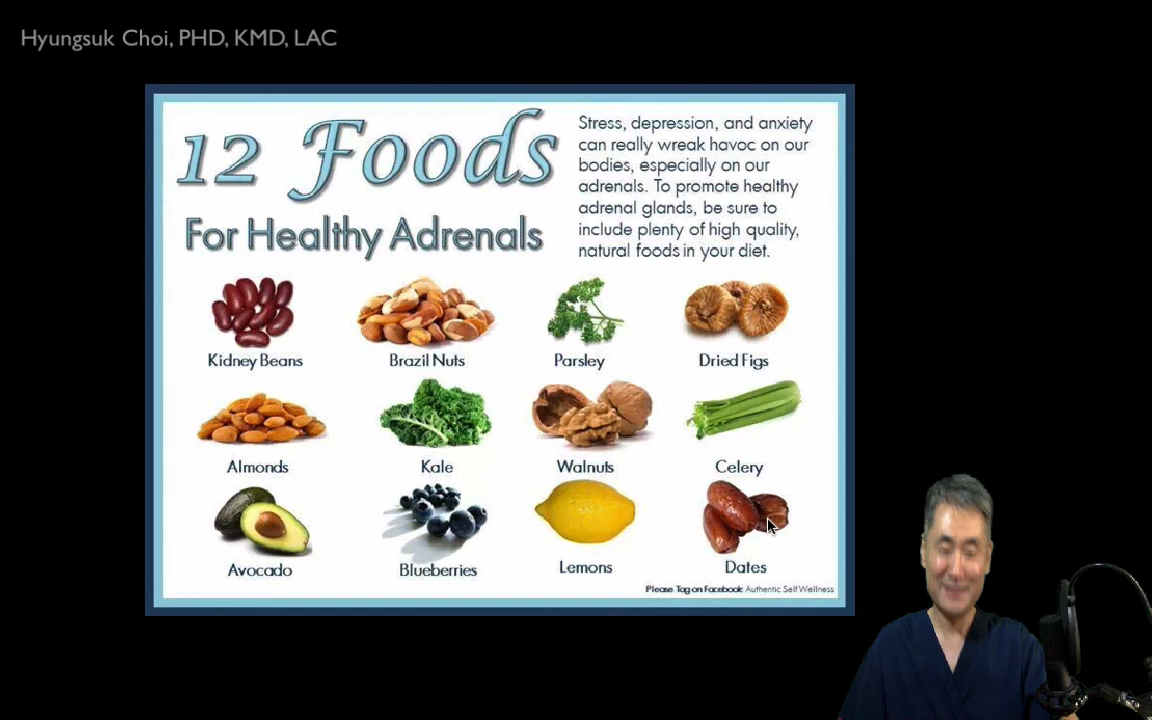 Hyungsuk Choi, PHD, KMD, LAC
12 Foods
For Healthy Adrenals
Stress, depression, and anxiety
can really wreak havoc on our
bodies, especially on our
adrenals. To promote healthy
adrenal glands, be sure to
include plenty of high quality,
natural foods in your diet.
Kidney Beans
Brazil Nuts
Parsley
Dried Figs
Almonds
Kale
Walnuts
Celery
Avocado
Blueberries
Lemons
Dates
Please Tag on Facebook: Authentic Self Wellness